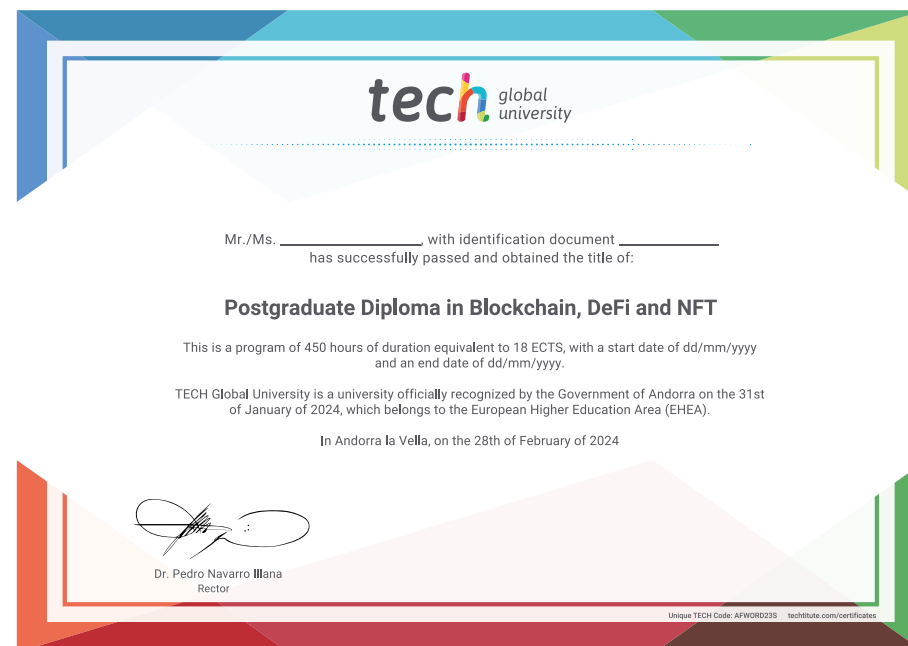 tech global
university
Mr./Ms. ____________________, with identification document ______________
has successfully passed and obtained the title of:
Postgraduate Diploma in Blockchain, DeFi and NFT
This is a program of 450 hours of duration equivalent to 18 ECTS, with a start date of dd/mm/yyyy
and an end date of dd/mm/yyyy.
TECH Global University is a university officially recognized by the Government of Andorra on the 31st
of January of 2024, which belongs to the European Higher Education Area (EHEA).
In Andorra la Vella, on the 28th of February of 2024
Dr. Pedro Navarro Illana
Rector
Unique TECH Code: AFWORD23S techtitute.com/certificates